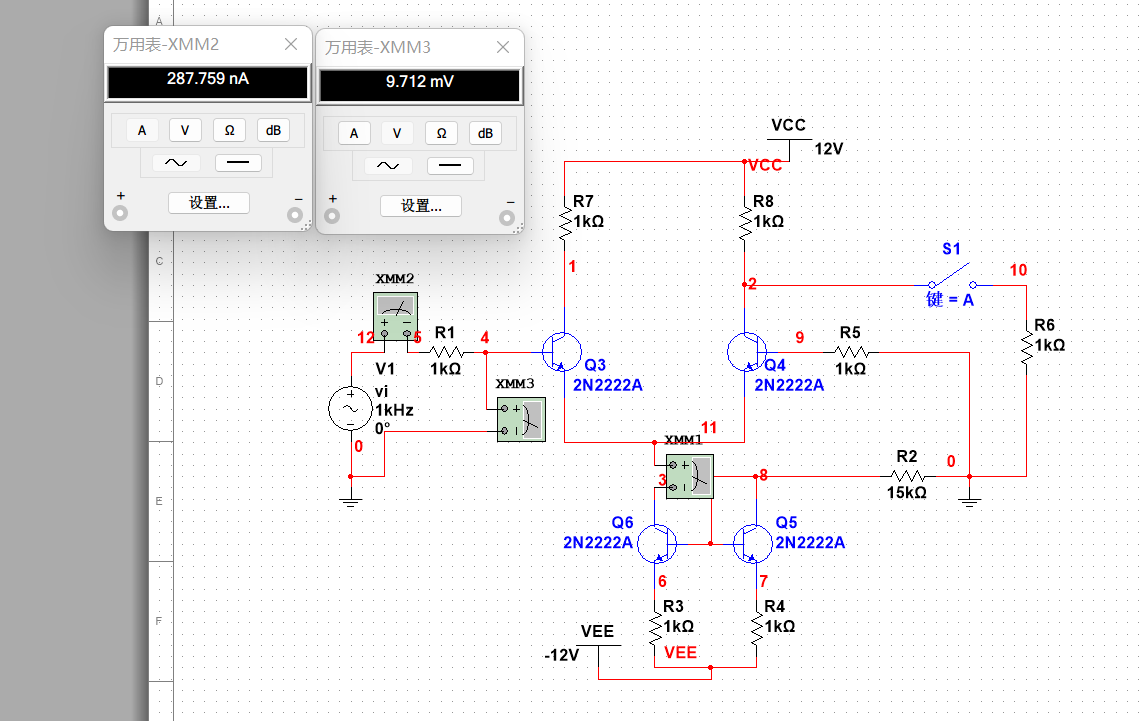 A
万用表-XMM2
287.759 nA
A V Ω dB
+
设置...
−
万用表-XMM3
9.712 mV
A V Ω dB
+
设置...
−
VCC
12V
VCC
R7
1kΩ
R8
1kΩ
C
1
2
S1
键 = A
10
XMM2
+ −
12
5
R1
1kΩ
4
9
R5
1kΩ
R6
1kΩ
Q3
2N2222A
Q4
2N2222A
D
V1
vi
1kHz
0°
+
−
XMM3
+
0
11
XMM1
+
3
8
R2
15kΩ
0
E
Q6
2N2222A
Q5
2N2222A
6
7
R3
1kΩ
R4
1kΩ
F
VEE
-12V
VEE